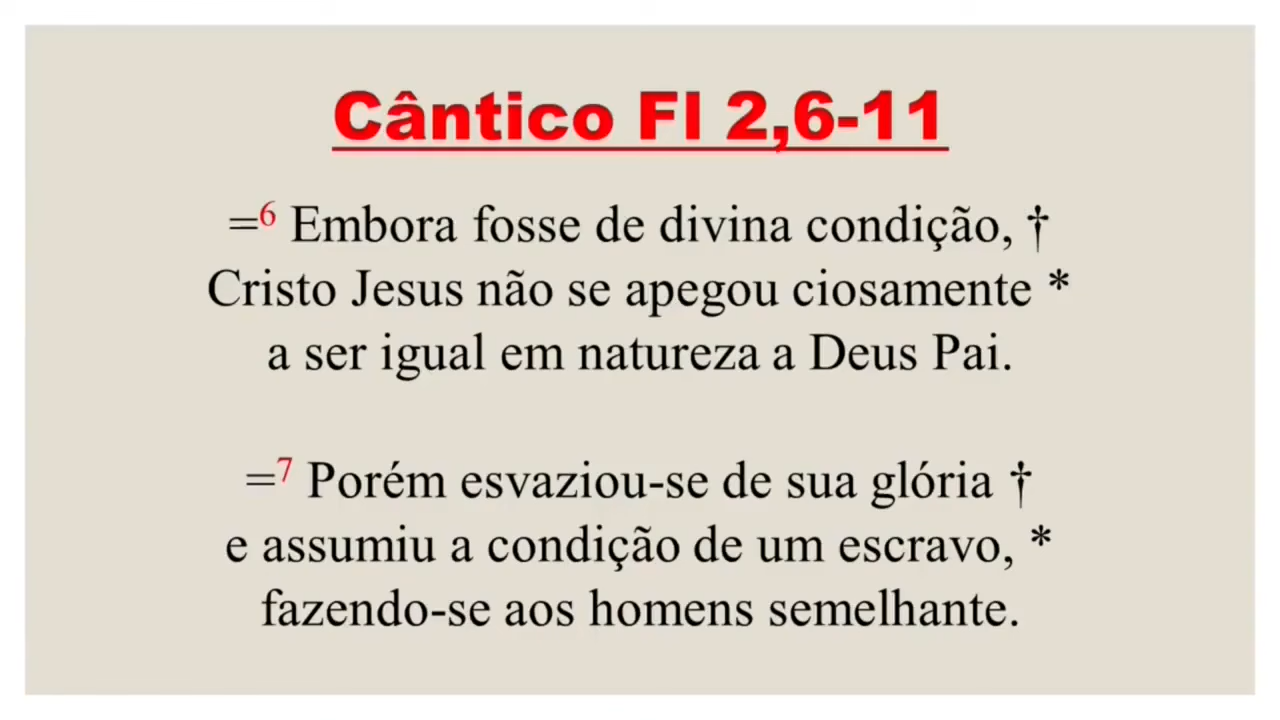 Cântico Fl 2,6-11
=6 Embora fosse de divina condição, †
Cristo Jesus não se apegou ciosamente *
a ser igual em natureza a Deus Pai.
=7 Porém esvaziou-se de sua glória †
e assumiu a condição de um escravo, *
fazendo-se aos homens semelhante.